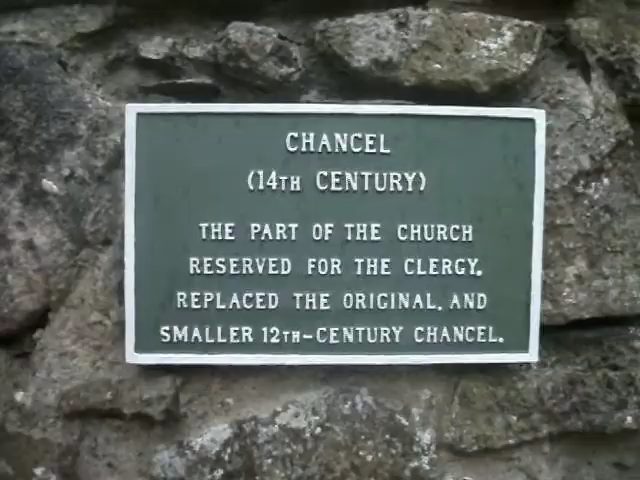 CHANCEL
(14TH CENTURY)
THE PART OF THE CHURCH
RESERVED FOR THE CLERGY.
REPLACED THE ORIGINAL, AND
SMALLER 12TH-CENTURY CHANCEL.